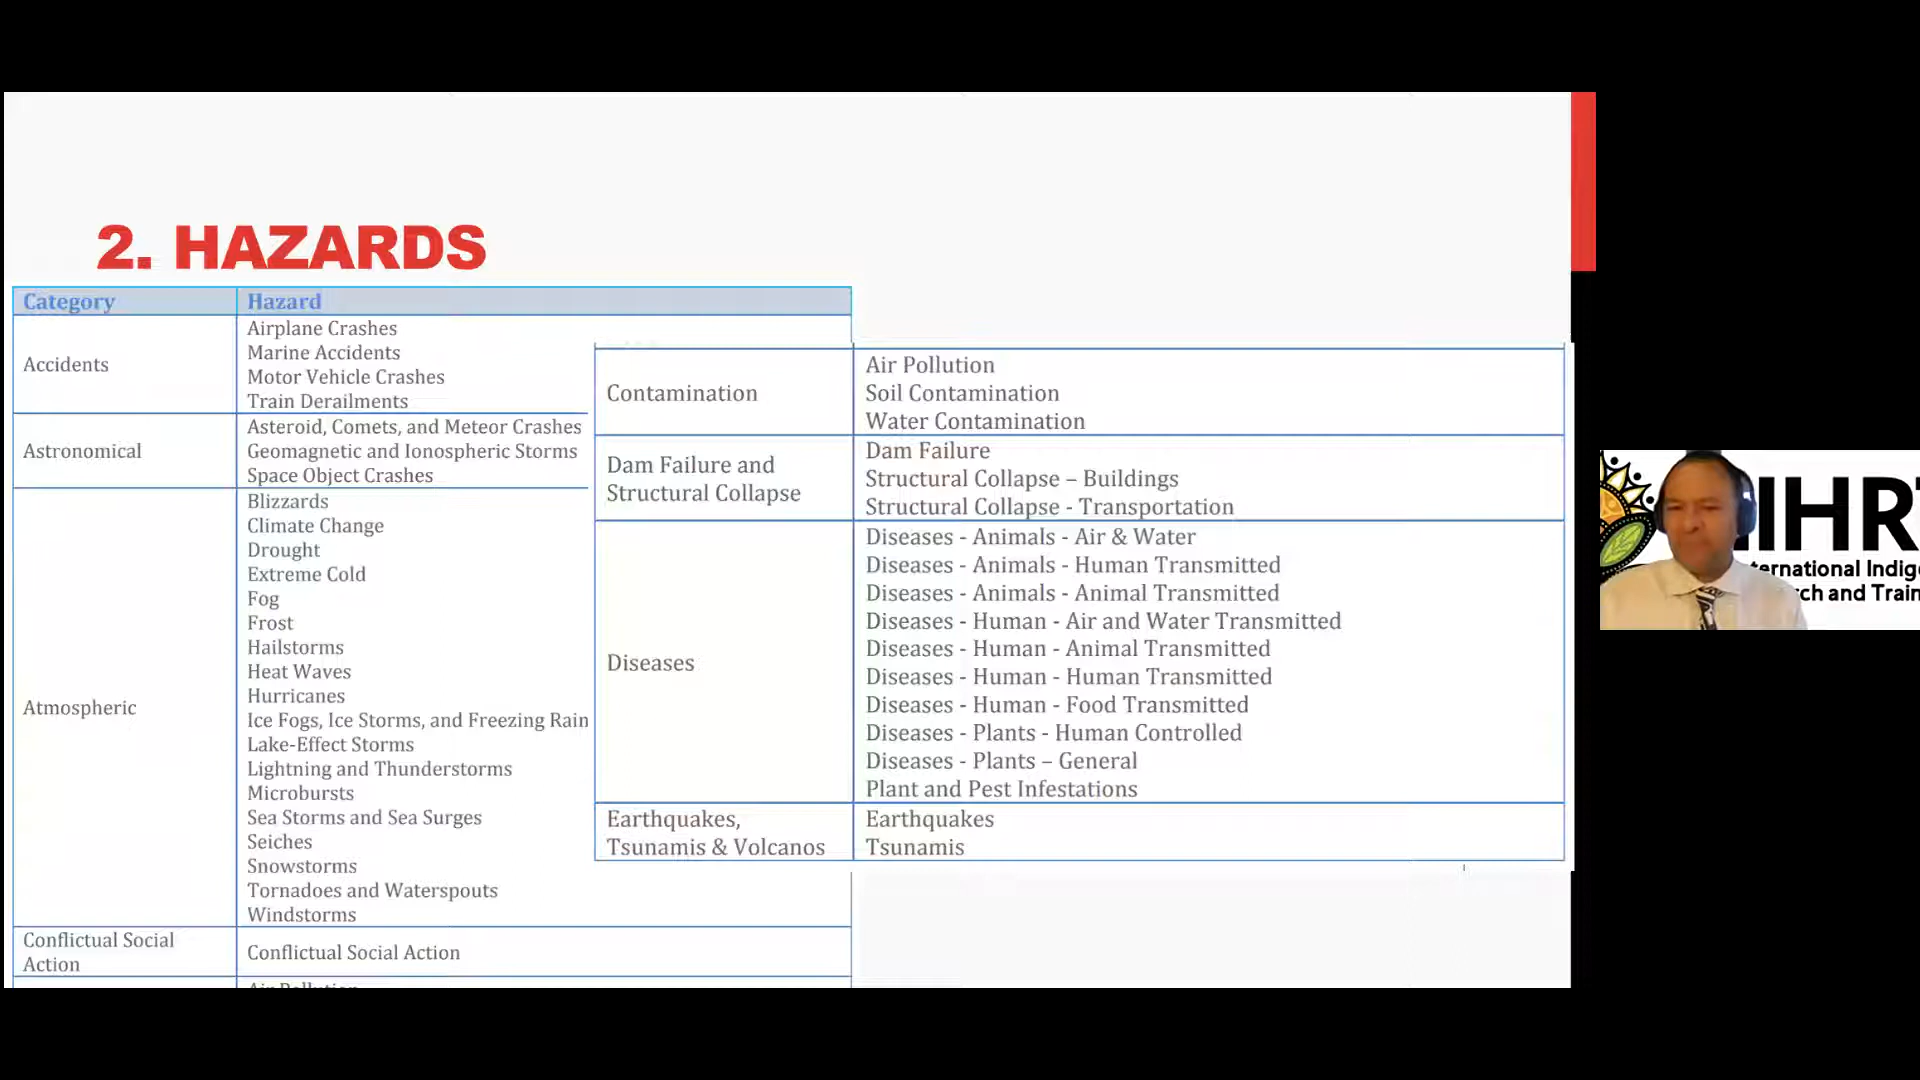 2. HAZARDS
Category Hazard
Accidents
Airplane Crashes
Marine Accidents
Motor Vehicle Crashes
Train Derailments
Astronomical
Asteroid, Comets, and Meteor Crashes
Geomagnetic and Ionospheric Storms
Space Object Crashes
Atmospheric
Blizzards
Climate Change
Drought
Extreme Cold
Fog
Frost
Hailstorms
Heat Waves
Hurricanes
Ice Fogs, Ice Storms, and Freezing Rain
Lake-Effect Storms
Lightning and Thunderstorms
Microbursts
Sea Storms and Sea Surges
Seiches
Snowstorms
Tornadoes and Waterspouts
Windstorms
Conflictual Social
Action
Conflictual Social Action
Air Pollution
Contamination
Air Pollution
Soil Contamination
Water Contamination
Dam Failure and
Structural Collapse
Dam Failure
Structural Collapse – Buildings
Structural Collapse - Transportation
Diseases
Diseases - Animals - Air & Water
Diseases - Animals - Human Transmitted
Diseases - Animals - Animal Transmitted
Diseases - Human - Air and Water Transmitted
Diseases - Human - Animal Transmitted
Diseases - Human - Human Transmitted
Diseases - Human - Food Transmitted
Diseases - Plants - Human Controlled
Diseases - Plants – General
Plant and Pest Infestations
Earthquakes,
Tsunamis & Volcanos
Earthquakes
Tsunamis
IHR
ternational Indig
ch and Train